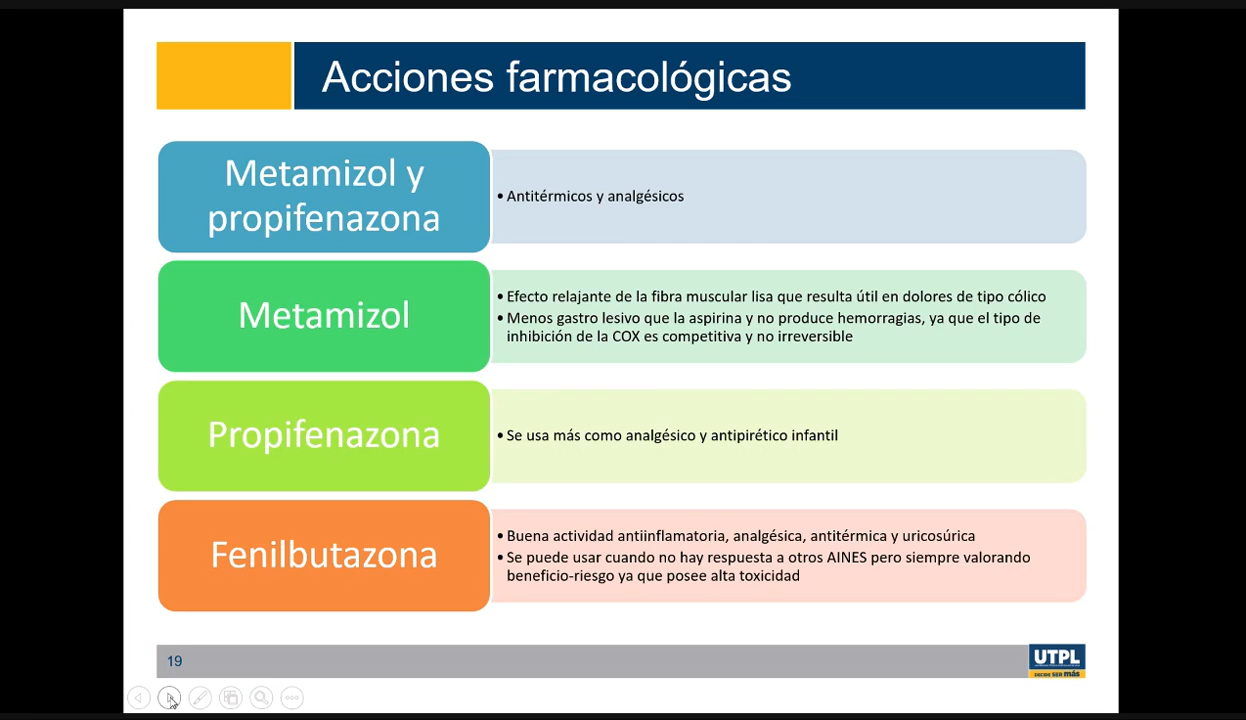 Acciones farmacológicas
Metamizol y
propifenazona
• Antitérmicos y analgésicos
Metamizol
• Efecto relajante de la fibra muscular lisa que resulta útil en dolores de tipo cólico
• Menos gastro lesivo que la aspirina y no produce hemorragias, ya que el tipo de
inhibición de la COX es competitiva y no irreversible
Propifenazona
• Se usa más como analgésico y antipirético infantil
Fenilbutazona
• Buena actividad antiinflamatoria, analgésica, antitérmica y uricosúrica
• Se puede usar cuando no hay respuesta a otros AINES pero siempre valorando
beneficio-riesgo ya que posee alta toxicidad
19
UTPL
DECIDE SER más